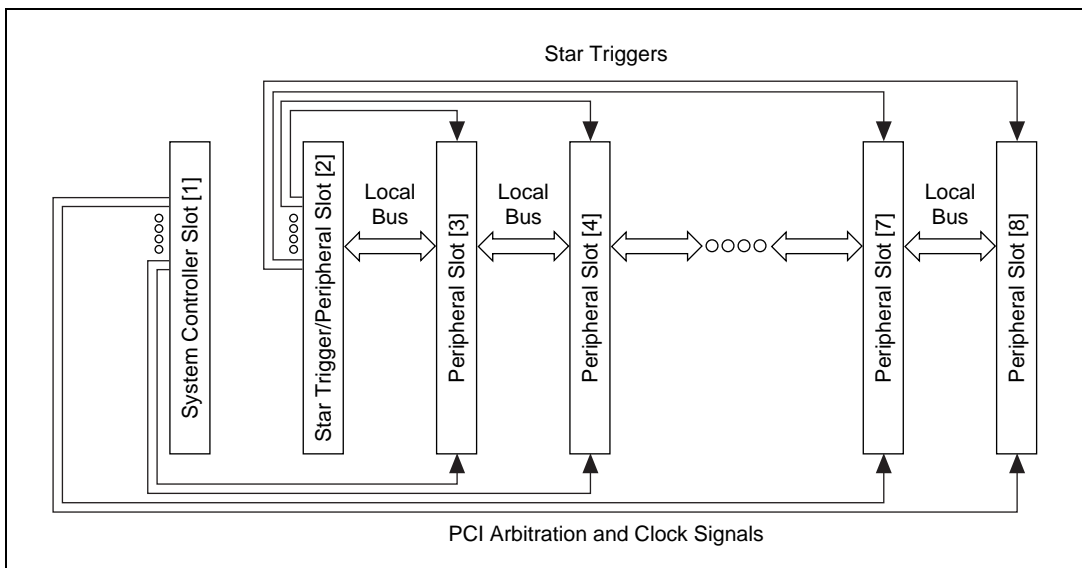 Star Triggers
System Controller Slot [1]
Star Trigger/Peripheral Slot [2]
Local
Bus
Peripheral Slot [3]
Local
Bus
Peripheral Slot [4]
Peripheral Slot [7]
Local
Bus
Peripheral Slot [8]
PCI Arbitration and Clock Signals